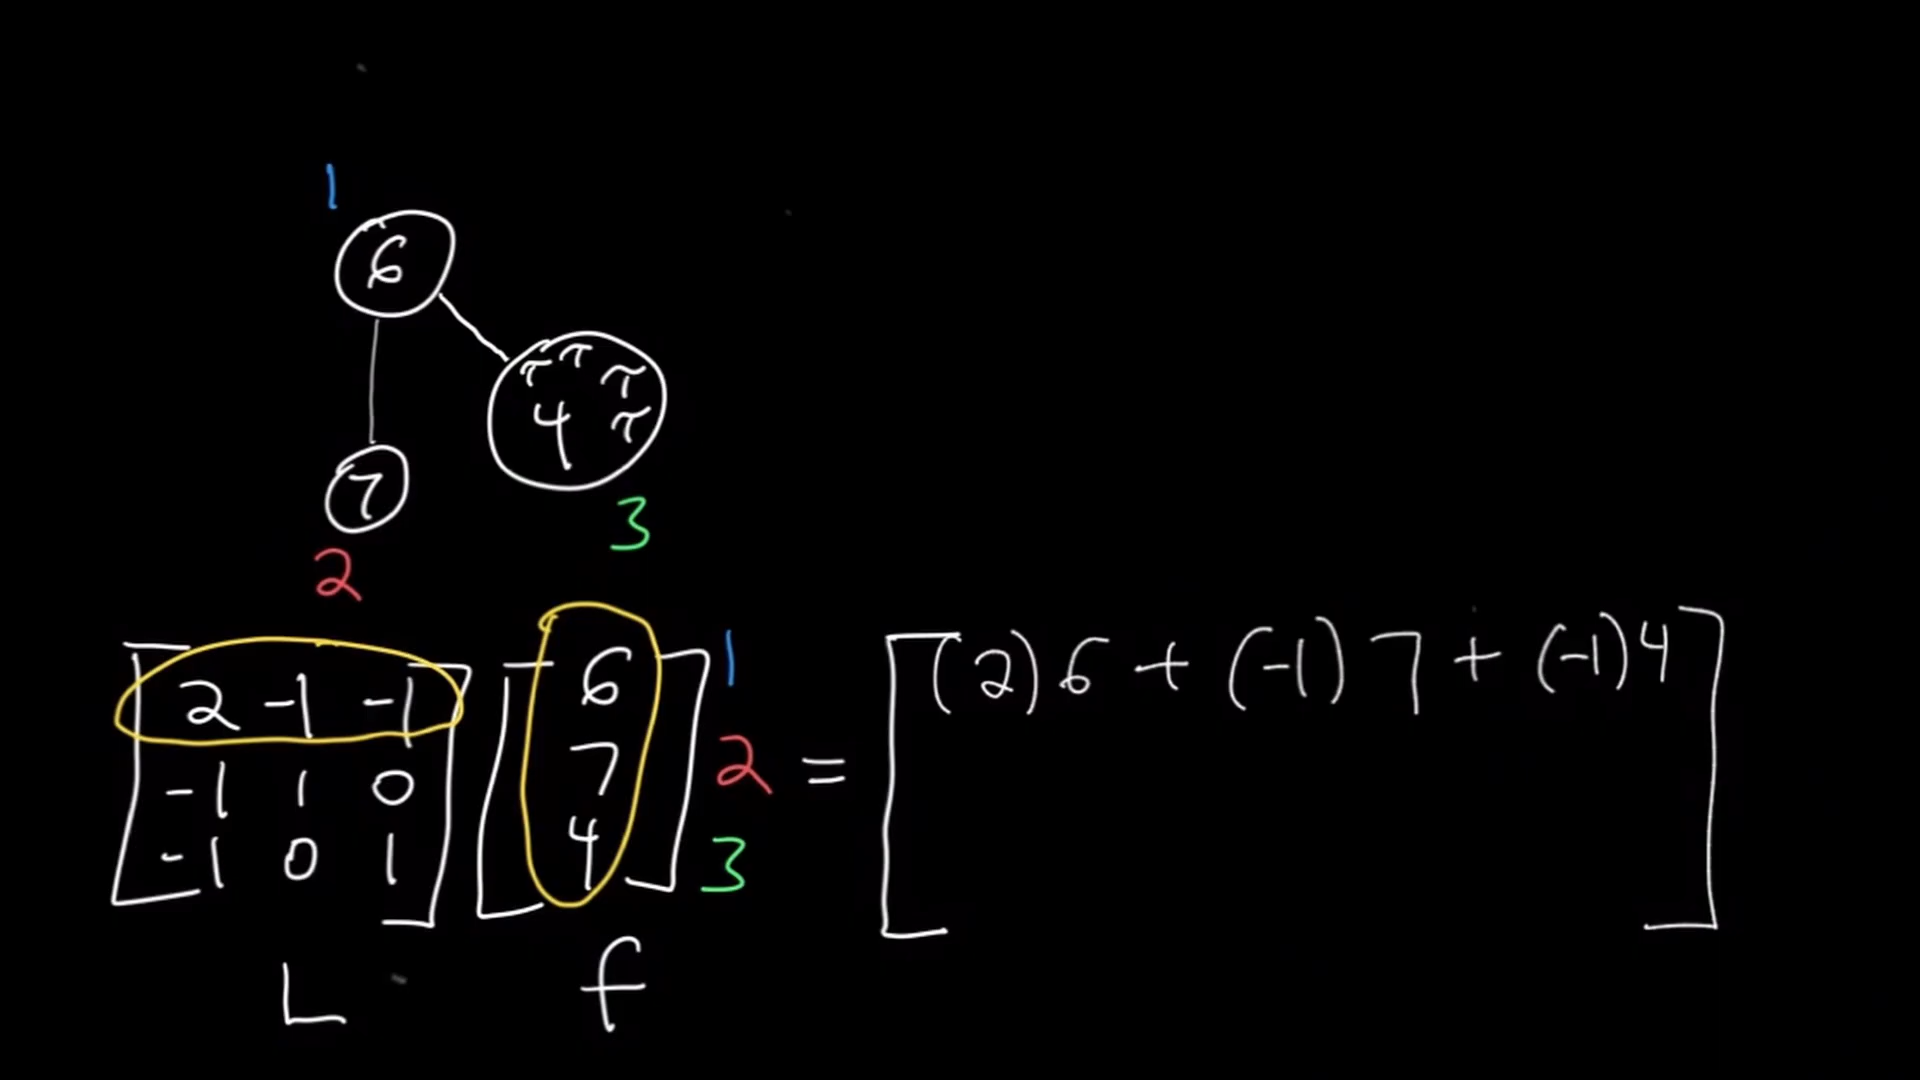 1
6
π π π
4 π
7
3
2
2 -1 -1
6
1
(2)6 + (-1)7 + (-1)4
-1 1 0
7
2
=
-1 0 1
4
3
L
f